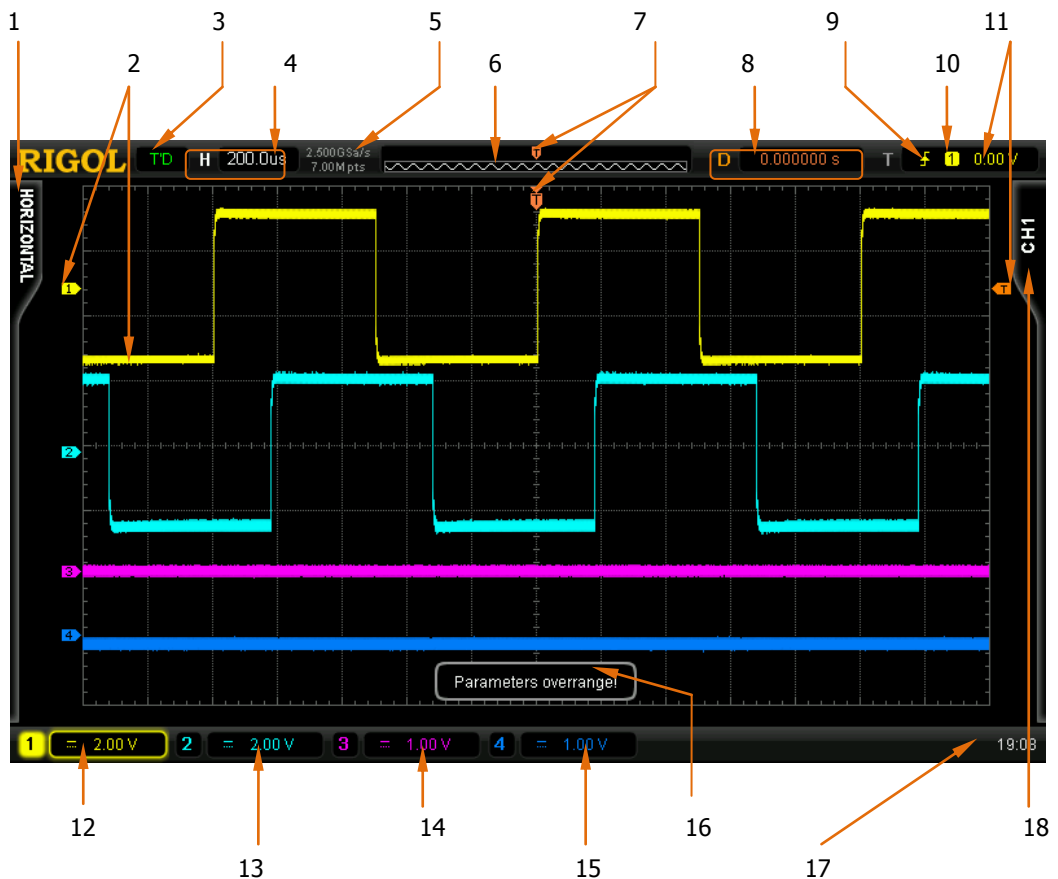 1 3 5 7 9 11
2 4 6 8 10
RIGOL T'D H 200.0us 2.500GSa/s D 0.000000 s T 1 0.00 V
7.00Mpts
T
T
HORIZONTAL
CH1
1
T
2
3
4
Parameters overrange!
1 2.00 V 2 2.00 V 3 1.00 V 4 1.00 V 19:08
12 14 16 18
13 15 17